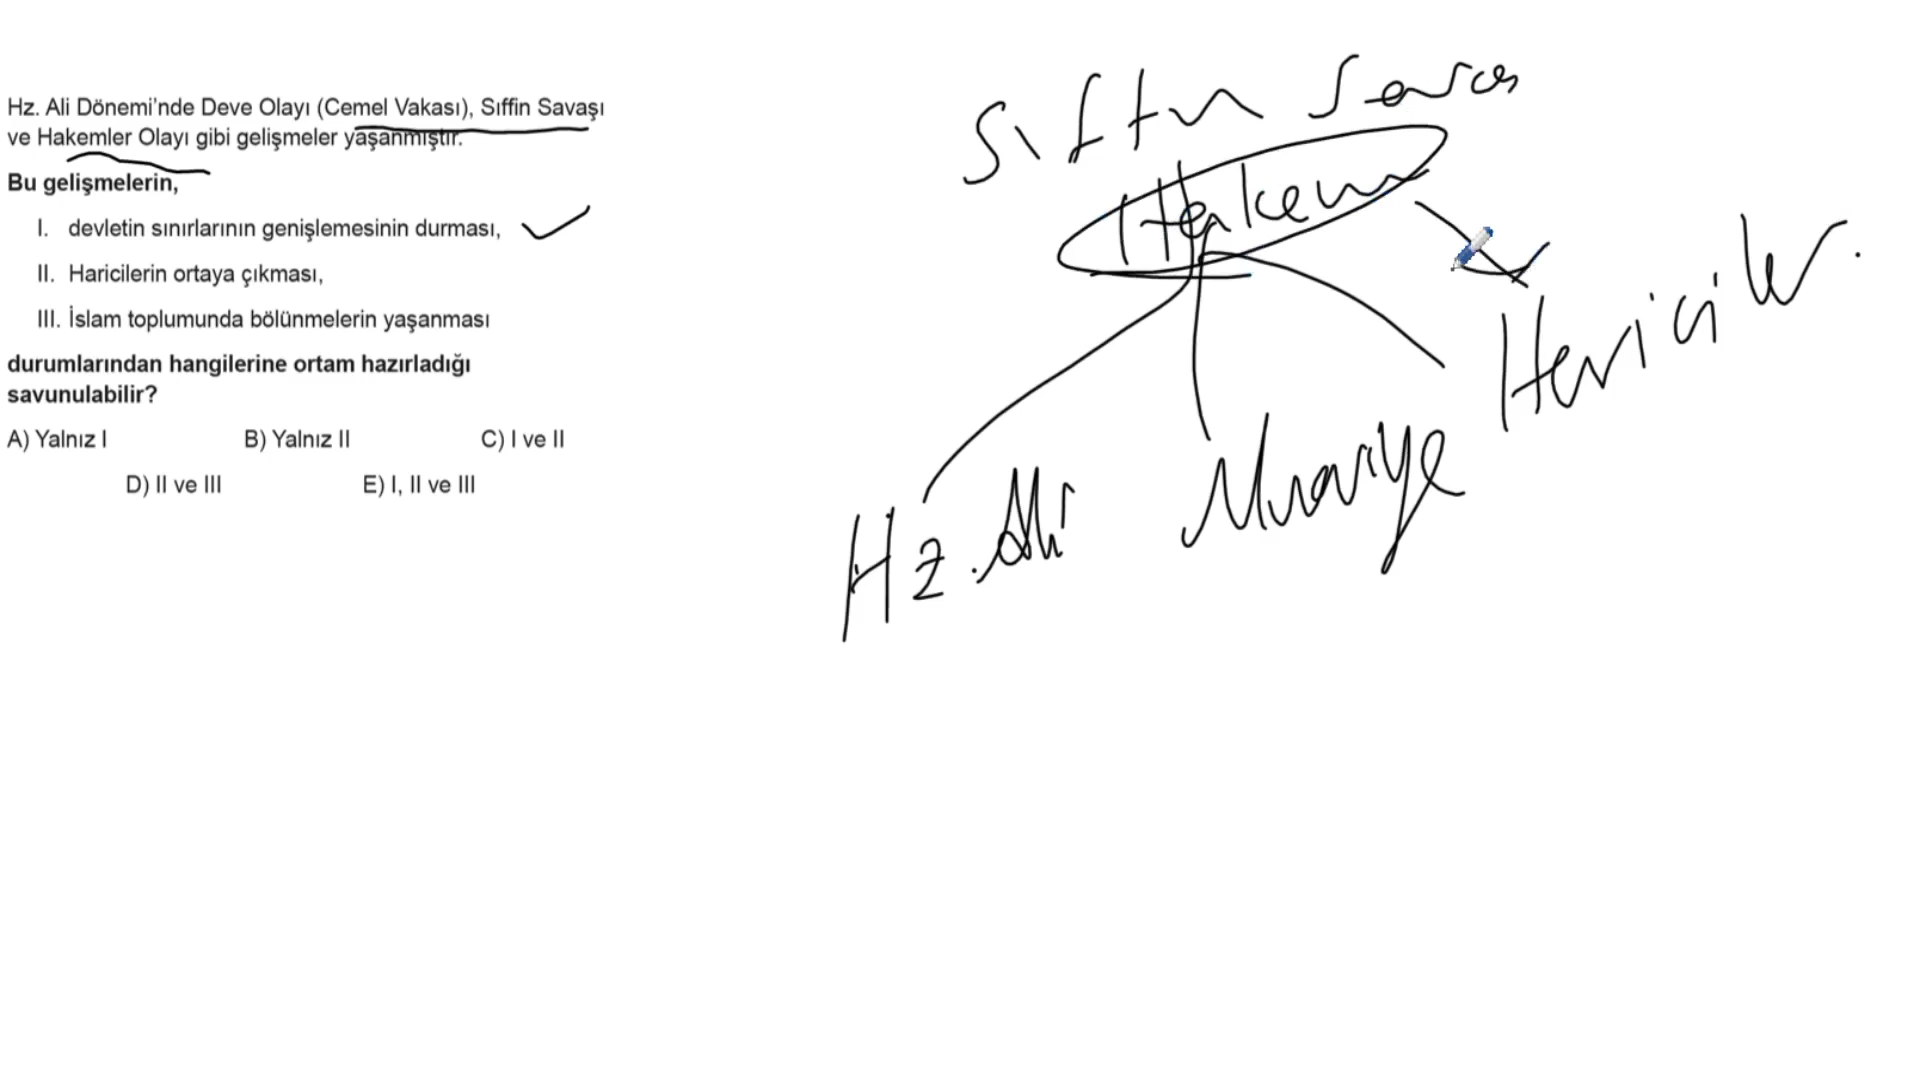 Hz. Ali Dönemi'nde Deve Olayı (Cemel Vakası), Sıffin Savaşı
ve Hakemler Olayı gibi gelişmeler yaşanmıştır.
Bu gelişmelerin,
I. devletin sınırlarının genişlemesinin durması,
II. Haricilerin ortaya çıkması,
III. İslam toplumunda bölünmelerin yaşanması
durumlarından hangilerine ortam hazırladığı
savunulabilir?
A) Yalnız I B) Yalnız II C) I ve II
D) II ve III E) I, II ve III
Sıffın Savaş
Hakem
Hariciler.
Hz. Ali Muaviye